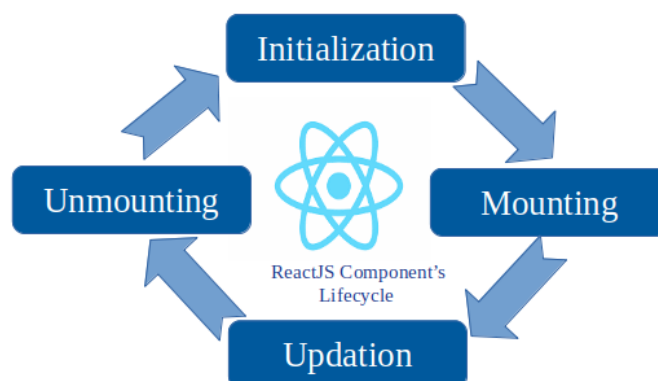 Initialization
Unmounting
Mounting
ReactJS Component's
Lifecycle
Updation